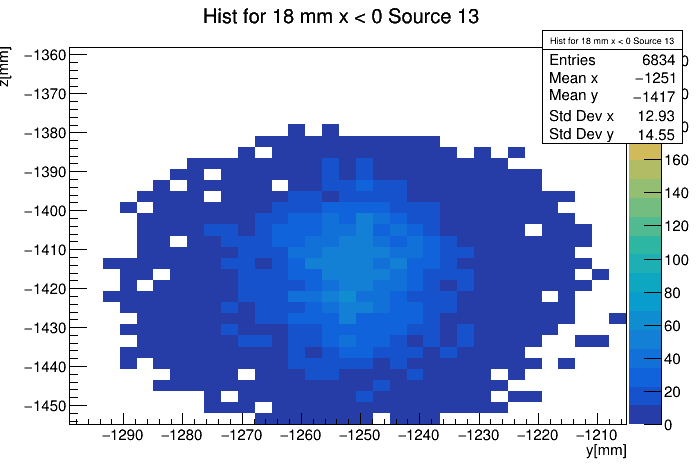 Hist for 18 mm x < 0 Source 13
Hist for 18 mm x < 0 Source 13
Entries 6834
Mean x −1251
Mean y −1417
Std Dev x 12.93
Std Dev y 14.55
z[mm]
−1360
−1370
−1380
−1390
−1400
−1410
−1420
−1430
−1440
−1450
−1290 −1280 −1270 −1260 −1250 −1240 −1230 −1220 −1210
y[mm]
160
140
120
100
80
60
40
20
0